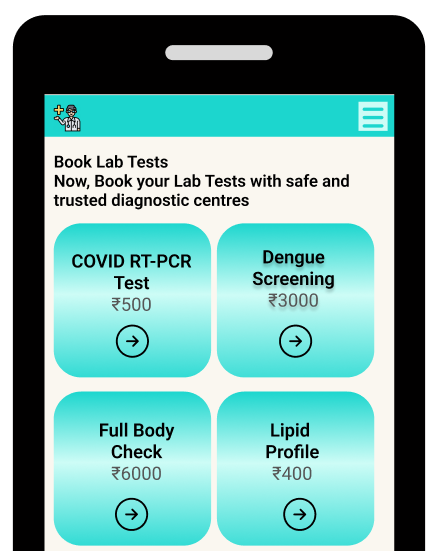 Book Lab Tests
Now, Book your Lab Tests with safe and
trusted diagnostic centres
COVID RT-PCR
Test
₹500
Dengue
Screening
₹3000
Full Body
Check
₹6000
Lipid
Profile
₹400